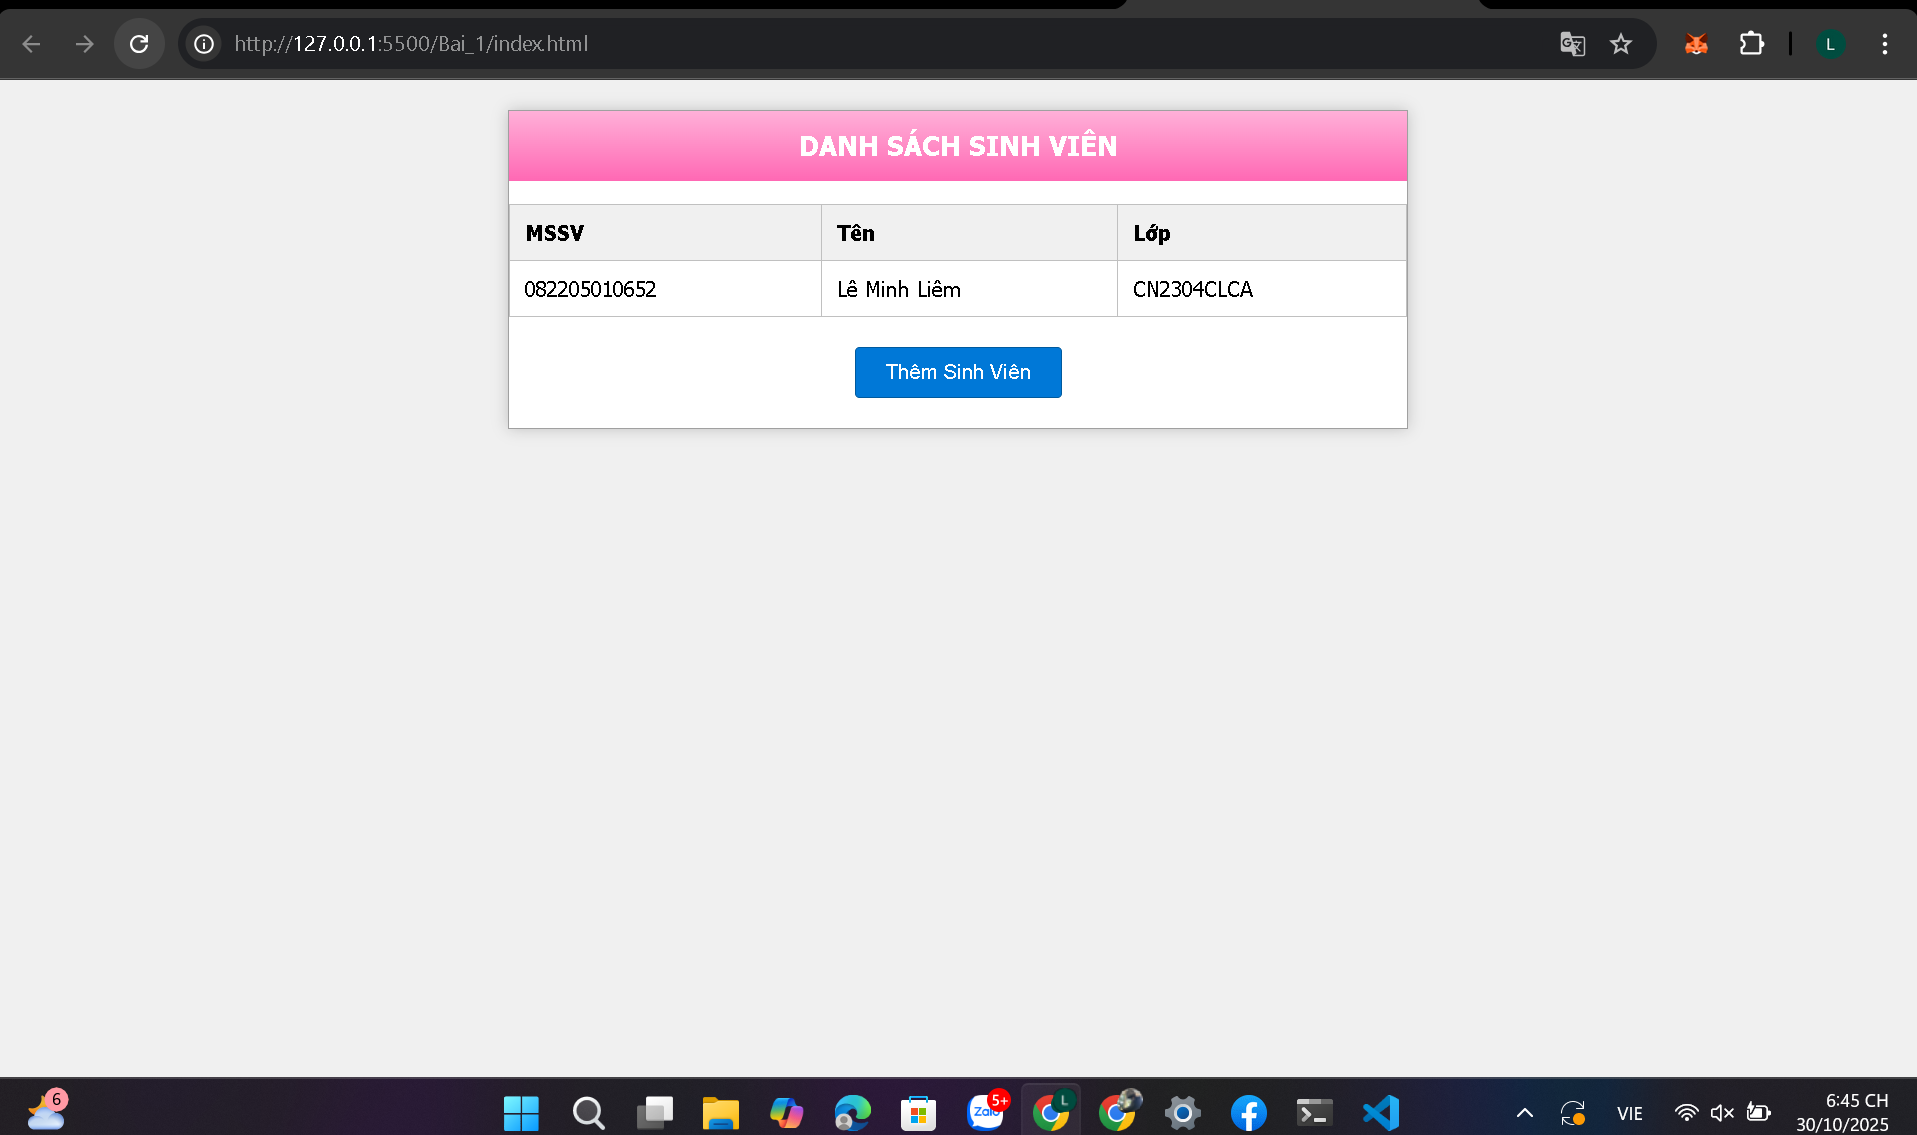 http://127.0.0.1:5500/Bai_1/index.html
L
DANH SÁCH SINH VIÊN
MSSV Tên Lớp
082205010652 Lê Minh Liêm CN2304CLCA
Thêm Sinh Viên
6
Zalo 5+
L
VIE
6:45 CH
30/10/2025